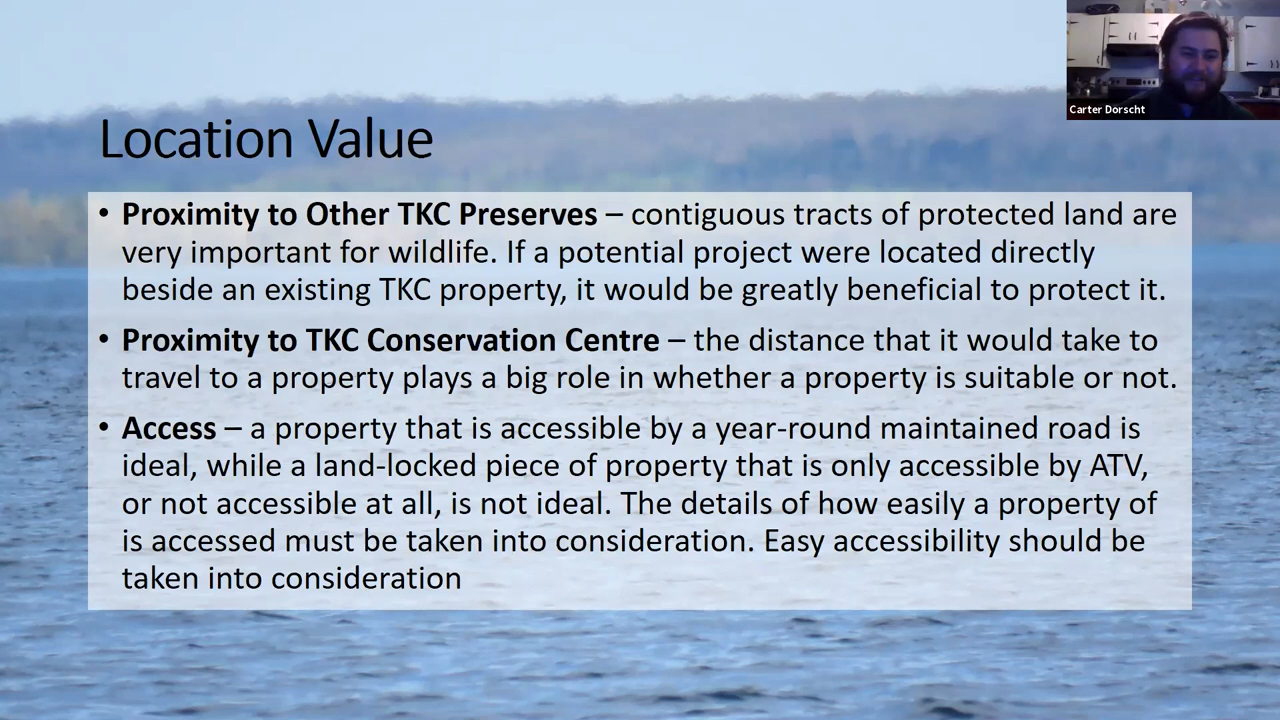 Carter Dorscht
Location Value
• Proximity to Other TKC Preserves – contiguous tracts of protected land are
very important for wildlife. If a potential project were located directly
beside an existing TKC property, it would be greatly beneficial to protect it.
• Proximity to TKC Conservation Centre – the distance that it would take to
travel to a property plays a big role in whether a property is suitable or not.
• Access – a property that is accessible by a year-round maintained road is
ideal, while a land-locked piece of property that is only accessible by ATV,
or not accessible at all, is not ideal. The details of how easily a property of
is accessed must be taken into consideration. Easy accessibility should be
taken into consideration